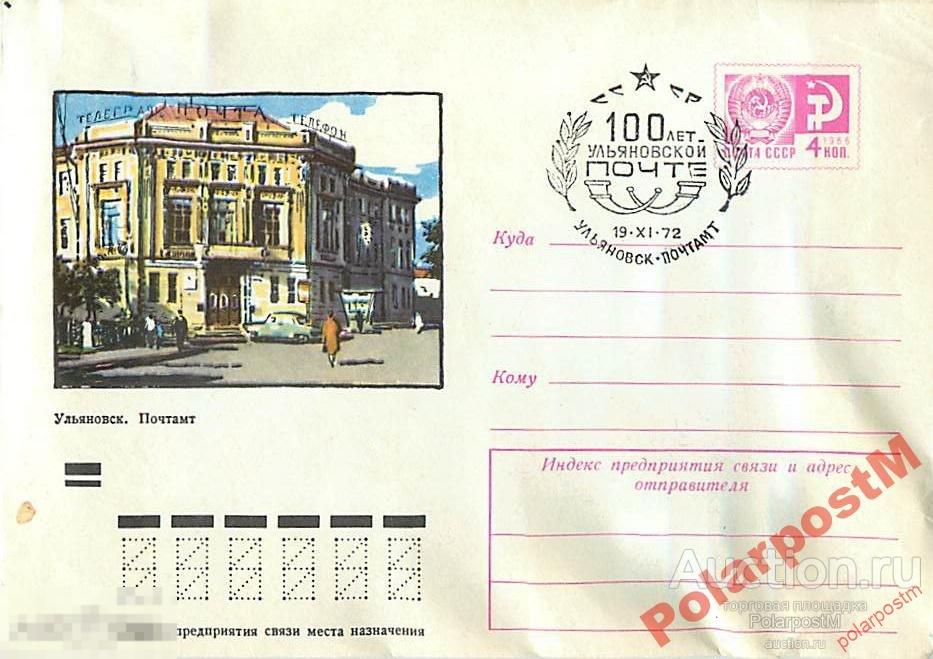 ТЕЛЕГРАФ ПОЧТА ТЕЛЕФОН
Ульяновск. Почтамт
предприятия связи места назначения
СССР
100 ЛЕТ
УЛЬЯНОВСКОЙ
ПОЧТЕ
19·XI·72
УЛЬЯНОВСК·ПОЧТАМТ
1966
ПОЧТА СССР 4 КОП.
Куда
Кому
Индекс предприятия связи и адрес
отправителя
PolarpostM
Auction.ru
торговая площадка
PolarpostM
auction.ru
polarpostm